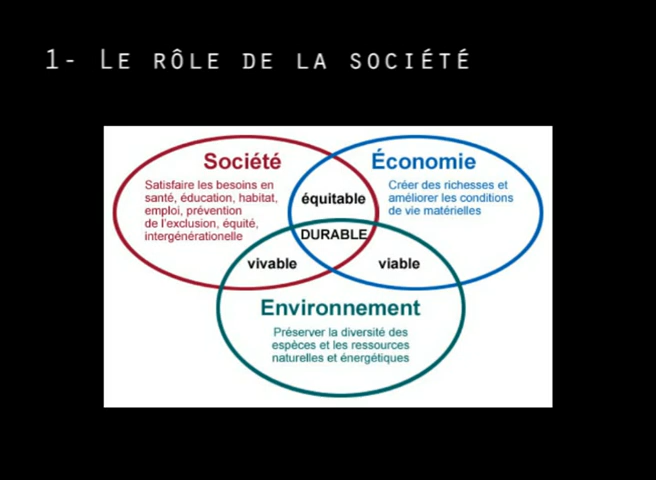 1- Le rôle de la société
Société
Satisfaire les besoins en
santé, éducation, habitat,
emploi, prévention
de l'exclusion, équité,
intergénérationelle
équitable
Économie
Créer des richesses et
améliorer les conditions
de vie matérielles
DURABLE
vivable
viable
Environnement
Préserver la diversité des
espèces et les ressources
naturelles et énergétiques